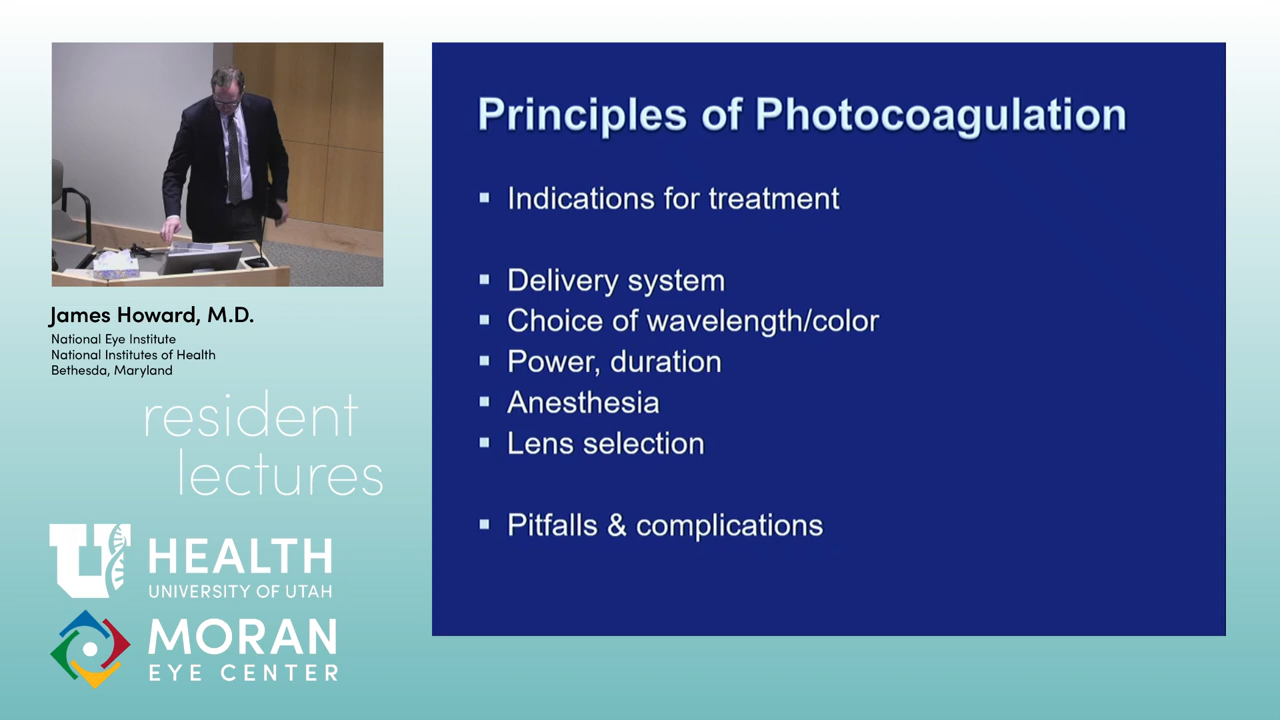 James Howard, M.D.
National Eye Institute
National Institutes of Health
Bethesda, Maryland
resident
lectures
U HEALTH
UNIVERSITY OF UTAH
MORAN
EYE CENTER
Principles of Photocoagulation
▪ Indications for treatment
▪ Delivery system
▪ Choice of wavelength/color
▪ Power, duration
▪ Anesthesia
▪ Lens selection
▪ Pitfalls & complications